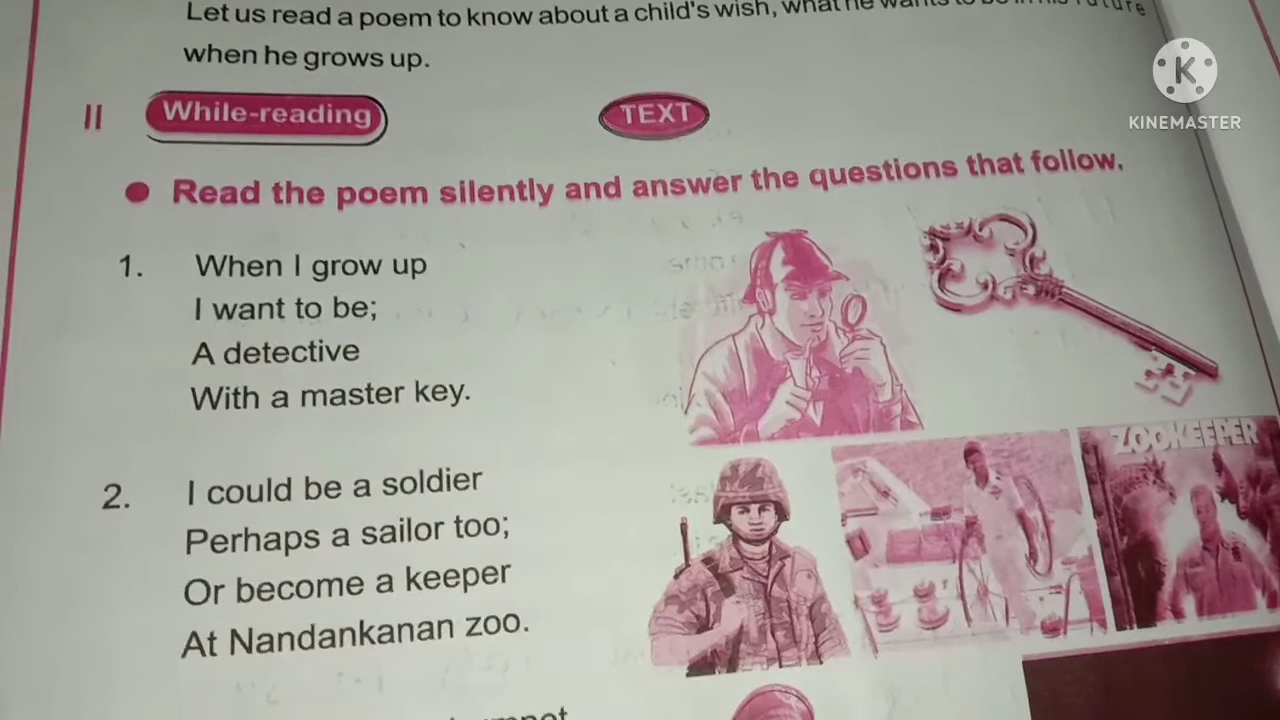 Let us read a poem to know about a child's wish, what he wants to be in his future
when he grows up.
II While-reading TEXT
● Read the poem silently and answer the questions that follow.
1. When I grow up
I want to be;
A detective
With a master key.
2. I could be a soldier
Perhaps a sailor too;
Or become a keeper
At Nandankanan zoo.
ZOOKEEPER
K
KINEMASTER